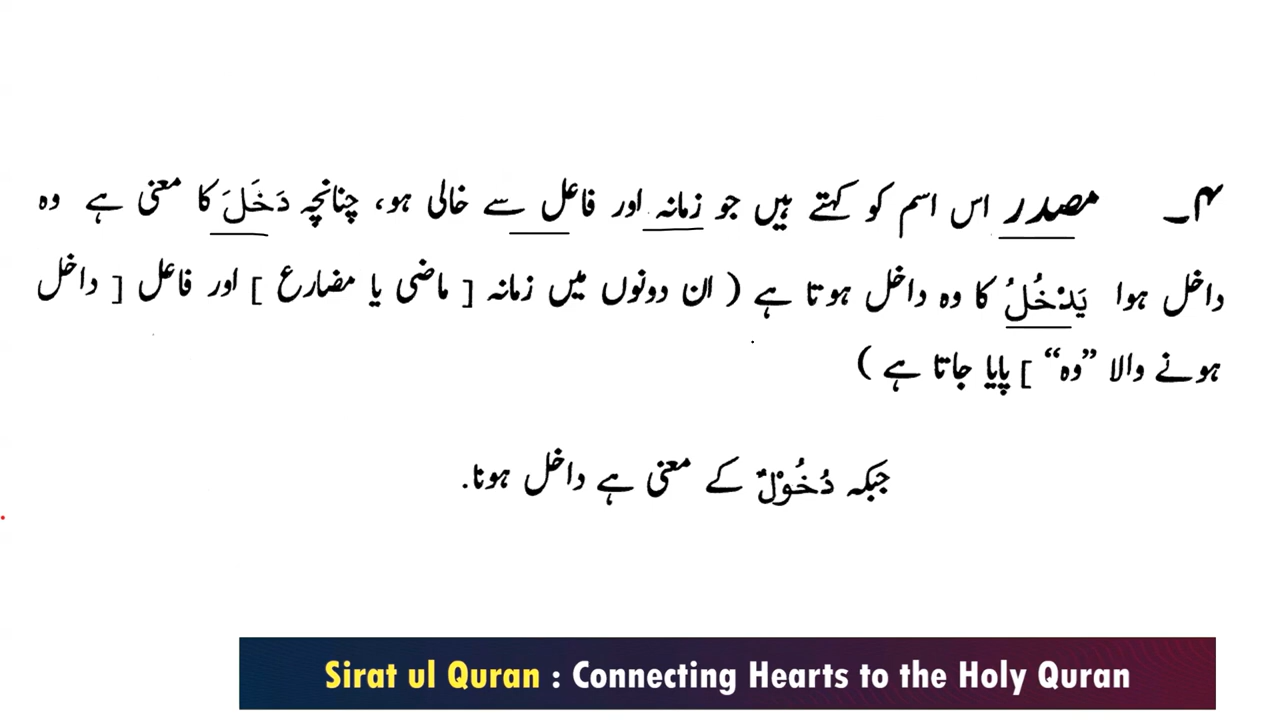 ۴۔ مصدر اس اسم کو کہتے ہیں جو زمانہ اور فاعل سے خالی ہو، چنانچہ دَخَلَ کا معنی ہے وہ
داخل ہوا یَدْخُلُ کا وہ داخل ہوتا ہے ( ان دونوں میں زمانہ [ ماضی یا مضارع ] اور فاعل [ داخل
ہونے والا ”وہ“ ] پایا جاتا ہے )
جبکہ دُخُوْلٌ کے معنی ہے داخل ہونا.
Sirat ul Quran : Connecting Hearts to the Holy Quran